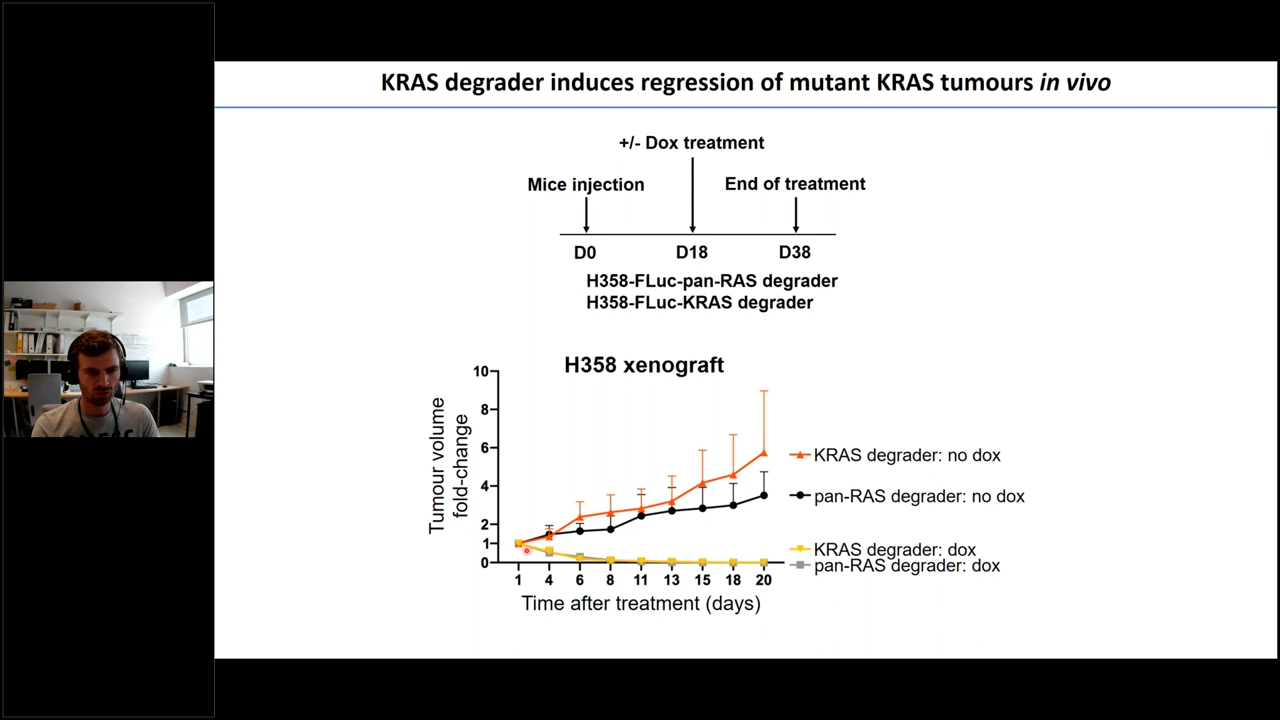 KRAS degrader induces regression of mutant KRAS tumours in vivo
+/- Dox treatment
Mice injection
End of treatment
D0
D18
D38
H358-FLuc-pan-RAS degrader
H358-FLuc-KRAS degrader
H358 xenograft
Tumour volume
fold-change
10
8
6
4
2
1
0
1
4
6
8
11
13
15
18
20
Time after treatment (days)
KRAS degrader: no dox
pan-RAS degrader: no dox
KRAS degrader: dox
pan-RAS degrader: dox